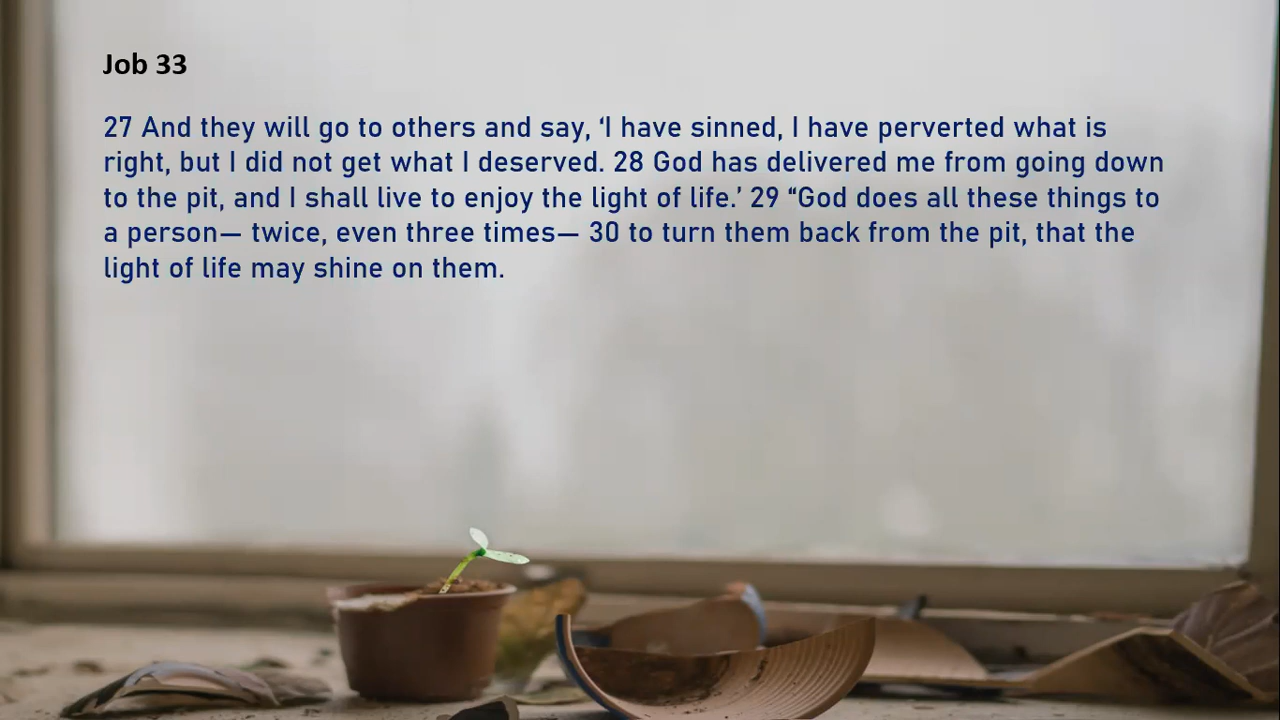 Job 33
27 And they will go to others and say, ‘I have sinned, I have perverted what is
right, but I did not get what I deserved. 28 God has delivered me from going down
to the pit, and I shall live to enjoy the light of life.’ 29 “God does all these things to
a person— twice, even three times— 30 to turn them back from the pit, that the
light of life may shine on them.